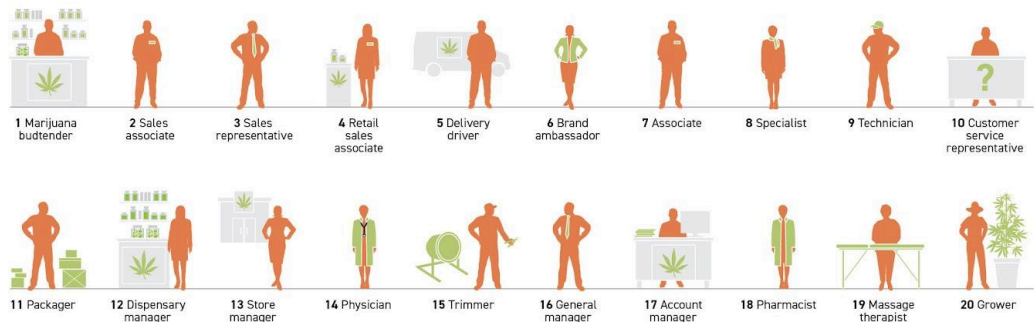 ?
1 Marijuana budtender
2 Sales associate
3 Sales representative
4 Retail sales associate
5 Delivery driver
6 Brand ambassador
7 Associate
8 Specialist
9 Technician
10 Customer service representative
11 Packager
12 Dispensary manager
13 Store manager
14 Physician
15 Trimmer
16 General manager
17 Account manager
18 Pharmacist
19 Massage therapist
20 Grower